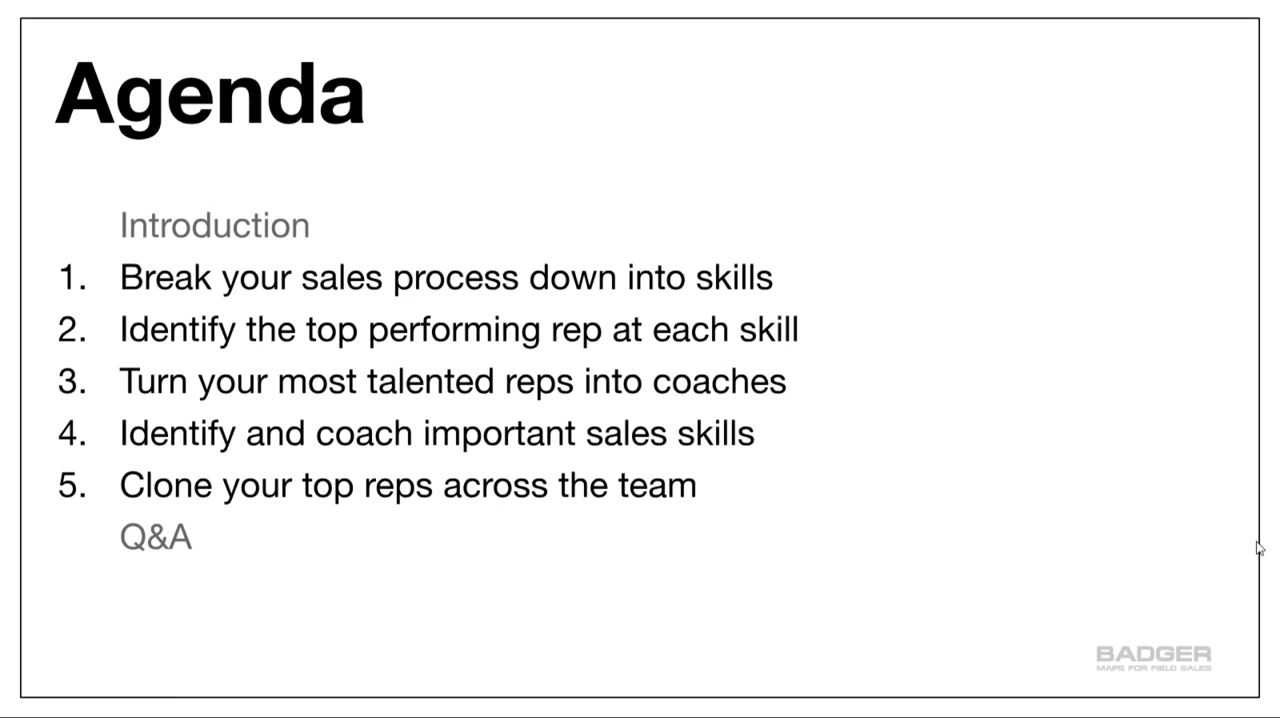 Agenda
Introduction
1. Break your sales process down into skills
2. Identify the top performing rep at each skill
3. Turn your most talented reps into coaches
4. Identify and coach important sales skills
5. Clone your top reps across the team
Q&A
BADGER
MAPS FOR FIELD SALES